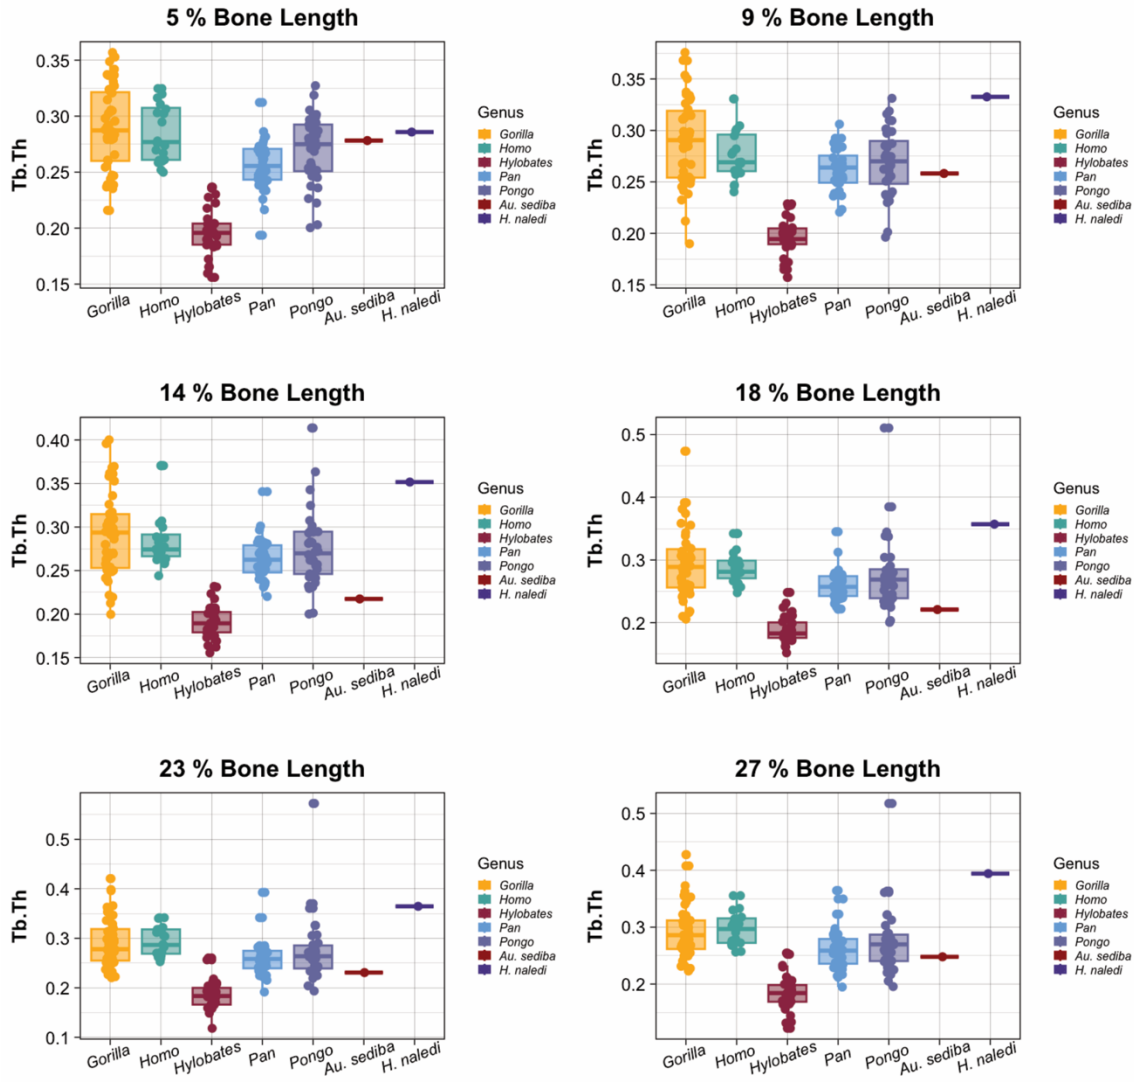 5 % Bone Length
Tb.Th
0.35
0.30
0.25
0.20
0.15
Gorilla
Homo
Hylobates
Pan
Pongo
Au. sediba
H. naledi
Genus
Gorilla
Homo
Hylobates
Pan
Pongo
Au. sediba
H. naledi
9 % Bone Length
Tb.Th
0.35
0.30
0.25
0.20
0.15
Gorilla
Homo
Hylobates
Pan
Pongo
Au. sediba
H. naledi
Genus
Gorilla
Homo
Hylobates
Pan
Pongo
Au. sediba
H. naledi
14 % Bone Length
Tb.Th
0.40
0.35
0.30
0.25
0.20
0.15
Gorilla
Homo
Hylobates
Pan
Pongo
Au. sediba
H. naledi
Genus
Gorilla
Homo
Hylobates
Pan
Pongo
Au. sediba
H. naledi
18 % Bone Length
Tb.Th
0.5
0.4
0.3
0.2
Gorilla
Homo
Hylobates
Pan
Pongo
Au. sediba
H. naledi
Genus
Gorilla
Homo
Hylobates
Pan
Pongo
Au. sediba
H. naledi
23 % Bone Length
Tb.Th
0.5
0.4
0.3
0.2
0.1
Gorilla
Homo
Hylobates
Pan
Pongo
Au. sediba
H. naledi
Genus
Gorilla
Homo
Hylobates
Pan
Pongo
Au. sediba
H. naledi
27 % Bone Length
Tb.Th
0.5
0.4
0.3
0.2
Gorilla
Homo
Hylobates
Pan
Pongo
Au. sediba
H. naledi
Genus
Gorilla
Homo
Hylobates
Pan
Pongo
Au. sediba
H. naledi